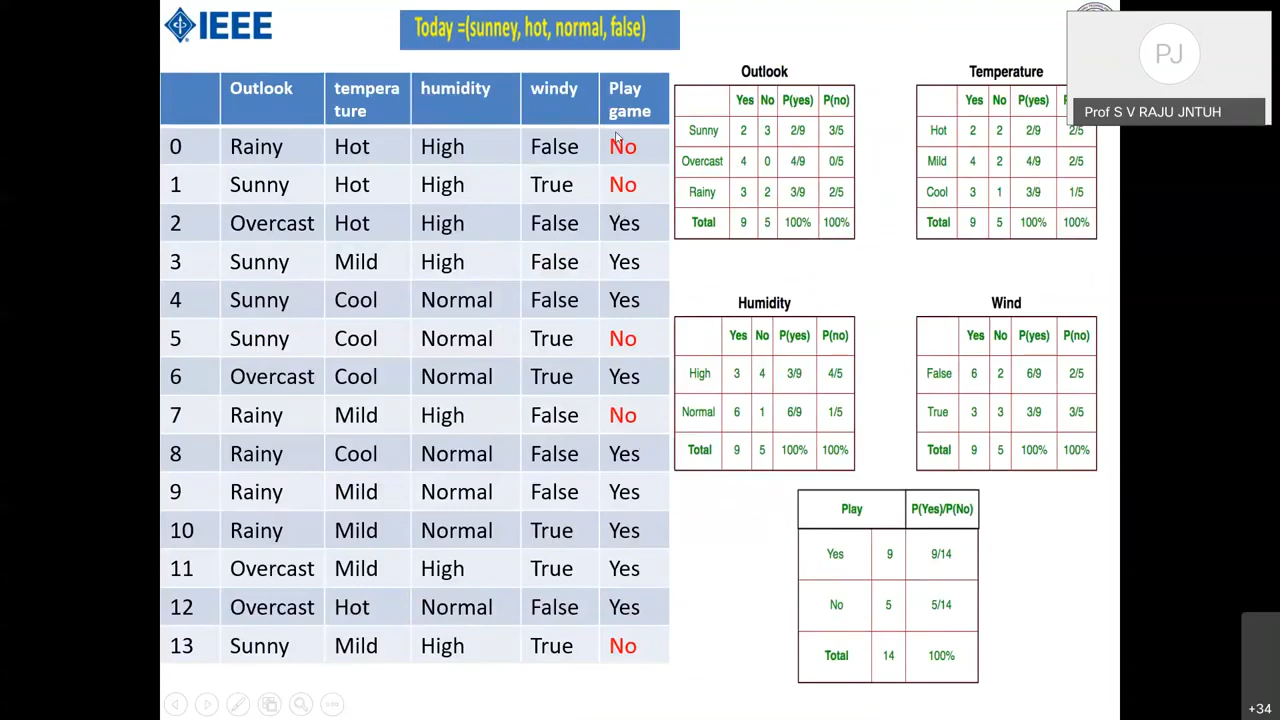 IEEE
Today =(sunney, hot, normal, false)
PJ
Prof S V RAJU JNTUH
Outlook tempera ture humidity windy Play game
0 Rainy Hot High False No
1 Sunny Hot High True No
2 Overcast Hot High False Yes
3 Sunny Mild High False Yes
4 Sunny Cool Normal False Yes
5 Sunny Cool Normal True No
6 Overcast Cool Normal True Yes
7 Rainy Mild High False No
8 Rainy Cool Normal False Yes
9 Rainy Mild Normal False Yes
10 Rainy Mild Normal True Yes
11 Overcast Mild High True Yes
12 Overcast Hot Normal False Yes
13 Sunny Mild High True No
Outlook
Yes No P(yes) P(no)
Sunny 2 3 2/9 3/5
Overcast 4 0 4/9 0/5
Rainy 3 2 3/9 2/5
Total 9 5 100% 100%
Temperature
Yes No P(yes)
Hot 2 2 2/9 2/5
Mild 4 2 4/9 2/5
Cool 3 1 3/9 1/5
Total 9 5 100% 100%
Humidity
Yes No P(yes) P(no)
High 3 4 3/9 4/5
Normal 6 1 6/9 1/5
Total 9 5 100% 100%
Wind
Yes No P(yes) P(no)
False 6 2 6/9 2/5
True 3 3 3/9 3/5
Total 9 5 100% 100%
Play P(Yes)/P(No)
Yes 9 9/14
No 5 5/14
Total 14 100%
+34